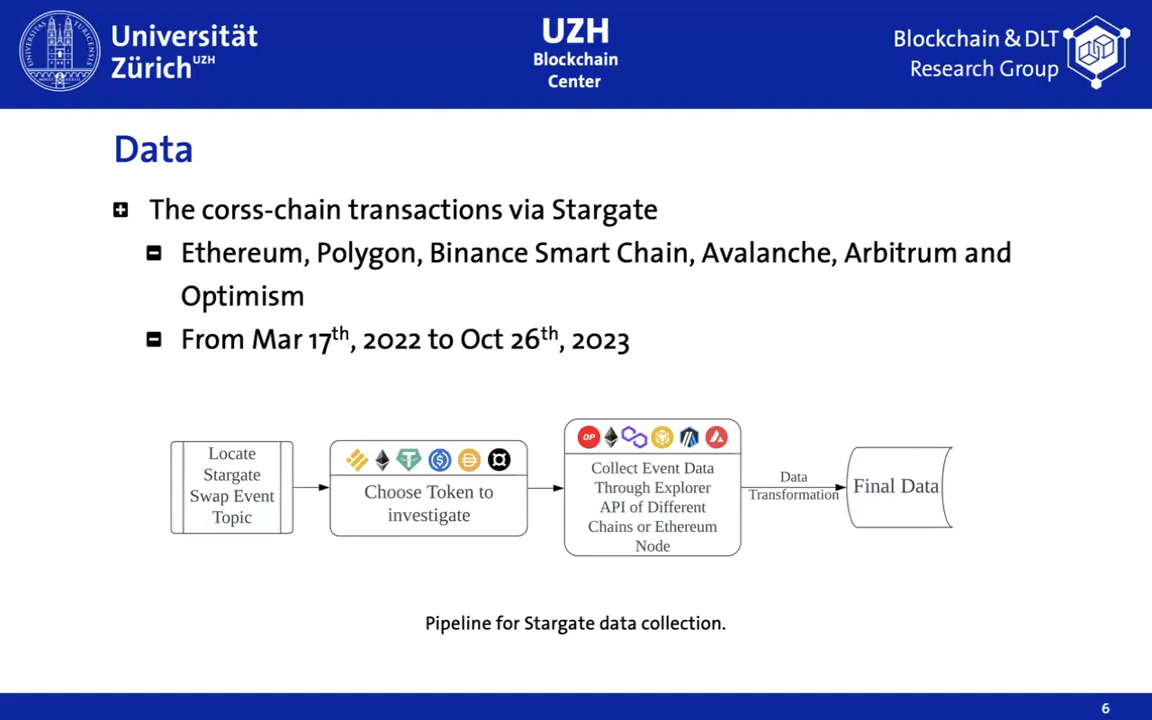 Universität
Zürich UZH
UZH
Blockchain
Center
Blockchain & DLT
Research Group
Data
The corss-chain transactions via Stargate
Ethereum, Polygon, Binance Smart Chain, Avalanche, Arbitrum and
Optimism
From Mar 17th, 2022 to Oct 26th, 2023
Locate
Stargate
Swap Event
Topic
Choose Token to
investigate
OP
Collect Event Data
Through Explorer
API of Different
Chains or Ethereum
Node
Data
Transformation
Final Data
Pipeline for Stargate data collection.
6